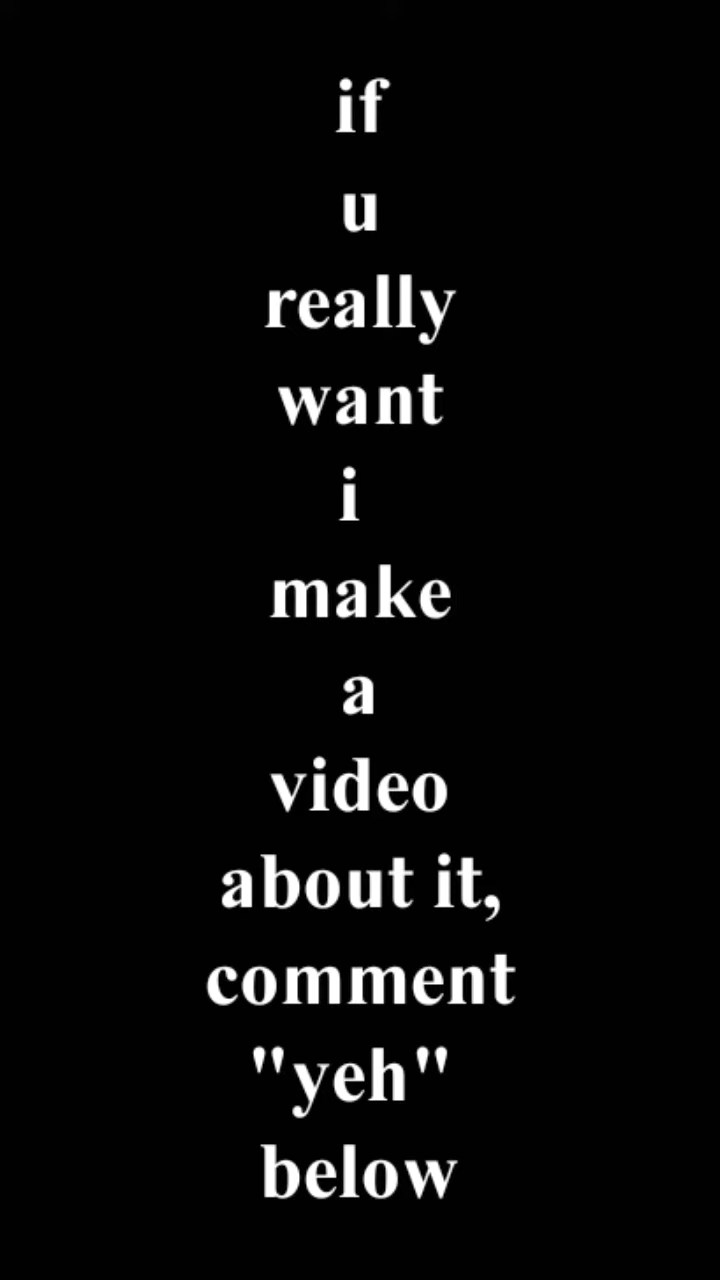 if
u
really
want
i
make
a
video
about it,
comment
"yeh"
below